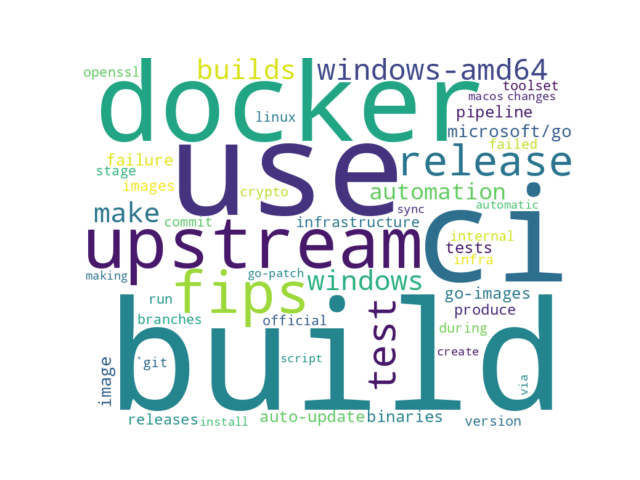 openssl
builds
windows-amd64
docker
toolset
macos
changes
linux
pipeline
microsoft/go
use
failed
failure
release
stage
images
crypto
automation
make
sync
automatic
commit
infrastructure
upstream
ci
internal
tests
infra
making
go-patch
fips
windows
run
go-images
produce
branches
official
test
during
build
`git
script
create
image
via
releases
install
auto-update
binaries
version